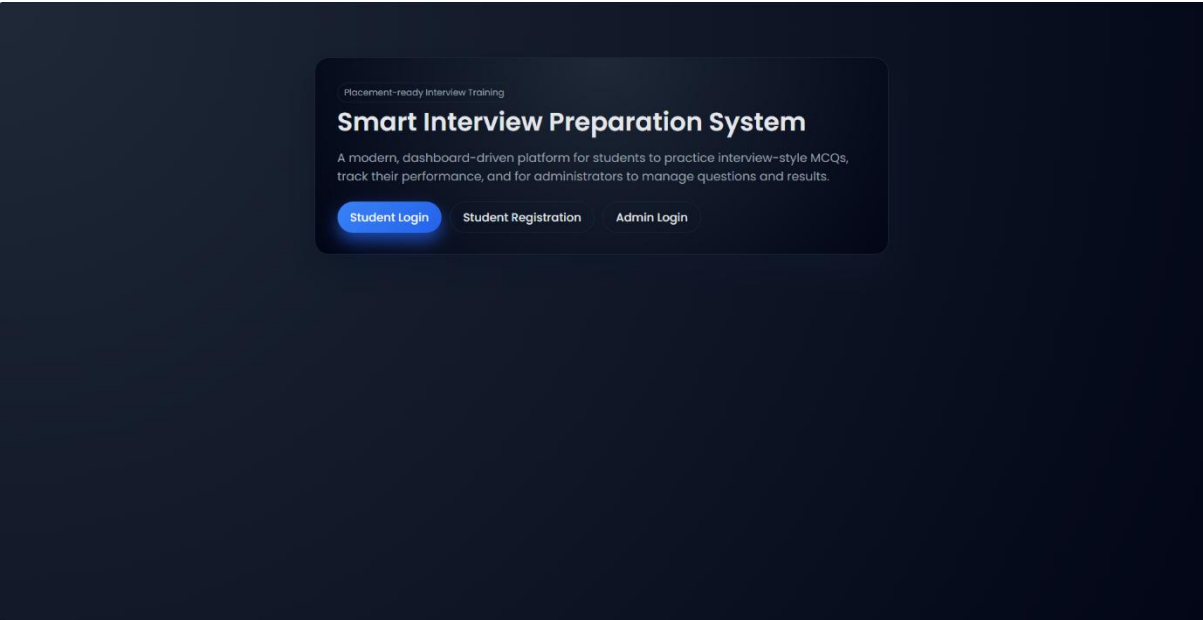 Placement-ready Interview Training
Smart Interview Preparation System
A modern, dashboard-driven platform for students to practice interview-style MCQs,
track their performance, and for administrators to manage questions and results.
Student Login
Student Registration
Admin Login